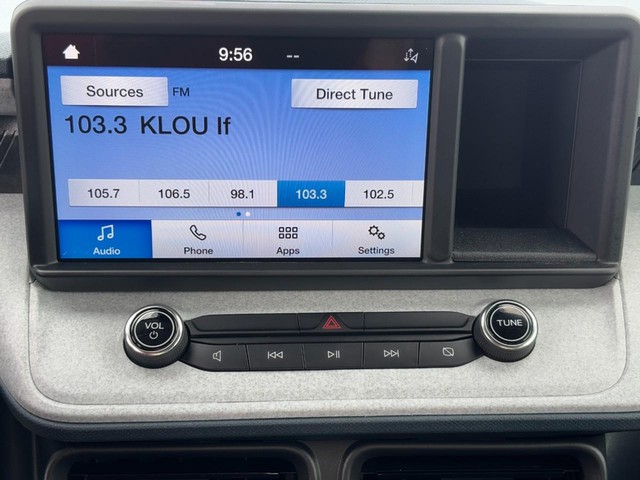 9:56 --
Sources FM Direct Tune
103.3 KLOU If
105.7 106.5 98.1 103.3 102.5
Audio Phone Apps Settings
VOL
TUNE